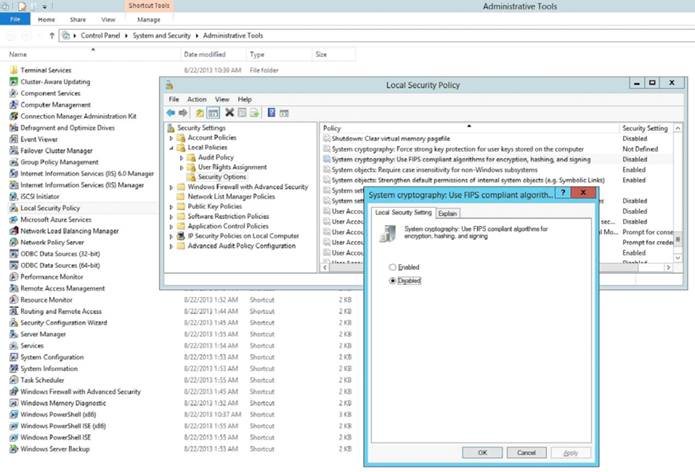 Shortcut Tools
Administrative Tools
File Home Share View Manage
Control Panel System and Security Administrative Tools
Name Date modified Type Size
Terminal Services 8/22/2013 10:39 AM File folder
Cluster-Aware Updating
Component Services
Computer Management
Connection Manager Administration Kit
Defragment and Optimize Drives
Event Viewer
Failover Cluster Manager
Group Policy Management
Internet Information Services (IIS) 6.0 Manager
Internet Information Services (IIS) Manager
iSCSI Initiator
Local Security Policy
Microsoft Azure Services
Network Load Balancing Manager
Network Policy Server
ODBC Data Sources (32-bit)
ODBC Data Sources (64-bit)
Performance Monitor
Remote Access Management
Resource Monitor 8/22/2013 1:52 AM Shortcut 2 KB
Routing and Remote Access 8/22/2013 1:44 AM Shortcut 2 KB
Security Configuration Wizard 8/22/2013 1:45 AM Shortcut 2 KB
Server Manager 8/22/2013 1:55 AM Shortcut 2 KB
Services 8/22/2013 1:54 AM Shortcut 2 KB
System Configuration 8/22/2013 1:53 AM Shortcut 2 KB
System Information 8/22/2013 1:53 AM Shortcut 2 KB
Task Scheduler 8/22/2013 1:55 AM Shortcut 2 KB
Windows Firewall with Advanced Security 8/22/2013 1:45 AM Shortcut 2 KB
Windows Memory Diagnostic 8/22/2013 1:52 AM Shortcut 2 KB
Windows PowerShell (x86) 8/22/2013 10:37 AM Shortcut 3 KB
Windows PowerShell ISE (x86) 8/22/2013 1:55 AM Shortcut 2 KB
Windows PowerShell ISE 8/22/2013 1:55 AM Shortcut 2 KB
Windows Server Backup 8/22/2013 1:53 AM Shortcut 2 KB
Local Security Policy
File Action View Help
Security Settings
Account Policies
Local Policies
Audit Policy
User Rights Assignment
Security Options
Windows Firewall with Advanced Security
Network List Manager Policies
Public Key Policies
Software Restriction Policies
Application Control Policies
IP Security Policies on Local Computer
Advanced Audit Policy Configuration
Policy Security Setting
Shutdown: Clear virtual memory pagefile Disabled
System cryptography: Force strong key protection for user keys stored on the computer Not Defined
System cryptography: Use FIPS compliant algorithms for encryption, hashing, and signing Disabled
System objects: Require case insensitivity for non-Windows subsystems Enabled
System objects: Strengthen default permissions of internal system objects (e.g. Symbolic Links) Enabled
System sett
System sett
User Accou
User Accou sec... Disabled
User Accou l Mo... Prompt for conse
User Accou Prompt for crede
User Accou Enabled
System cryptography: Use FIPS compliant algorith...
Local Security Setting Explain
System cryptography: Use FIPS compliant algorithms for
encryption, hashing, and signing
Enabled
Disabled
OK Cancel Apply